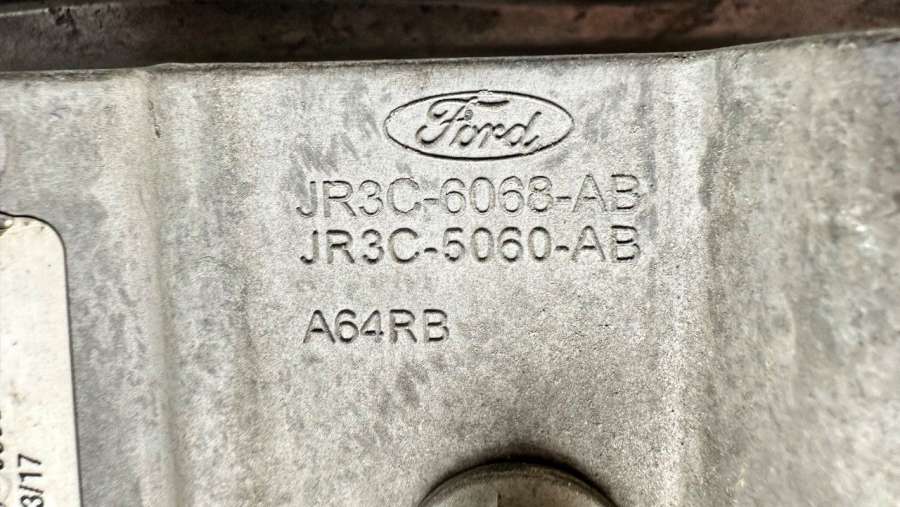 Ford
JR3C-6068-AB
JR3C-5060-AB
A64RB
3/17